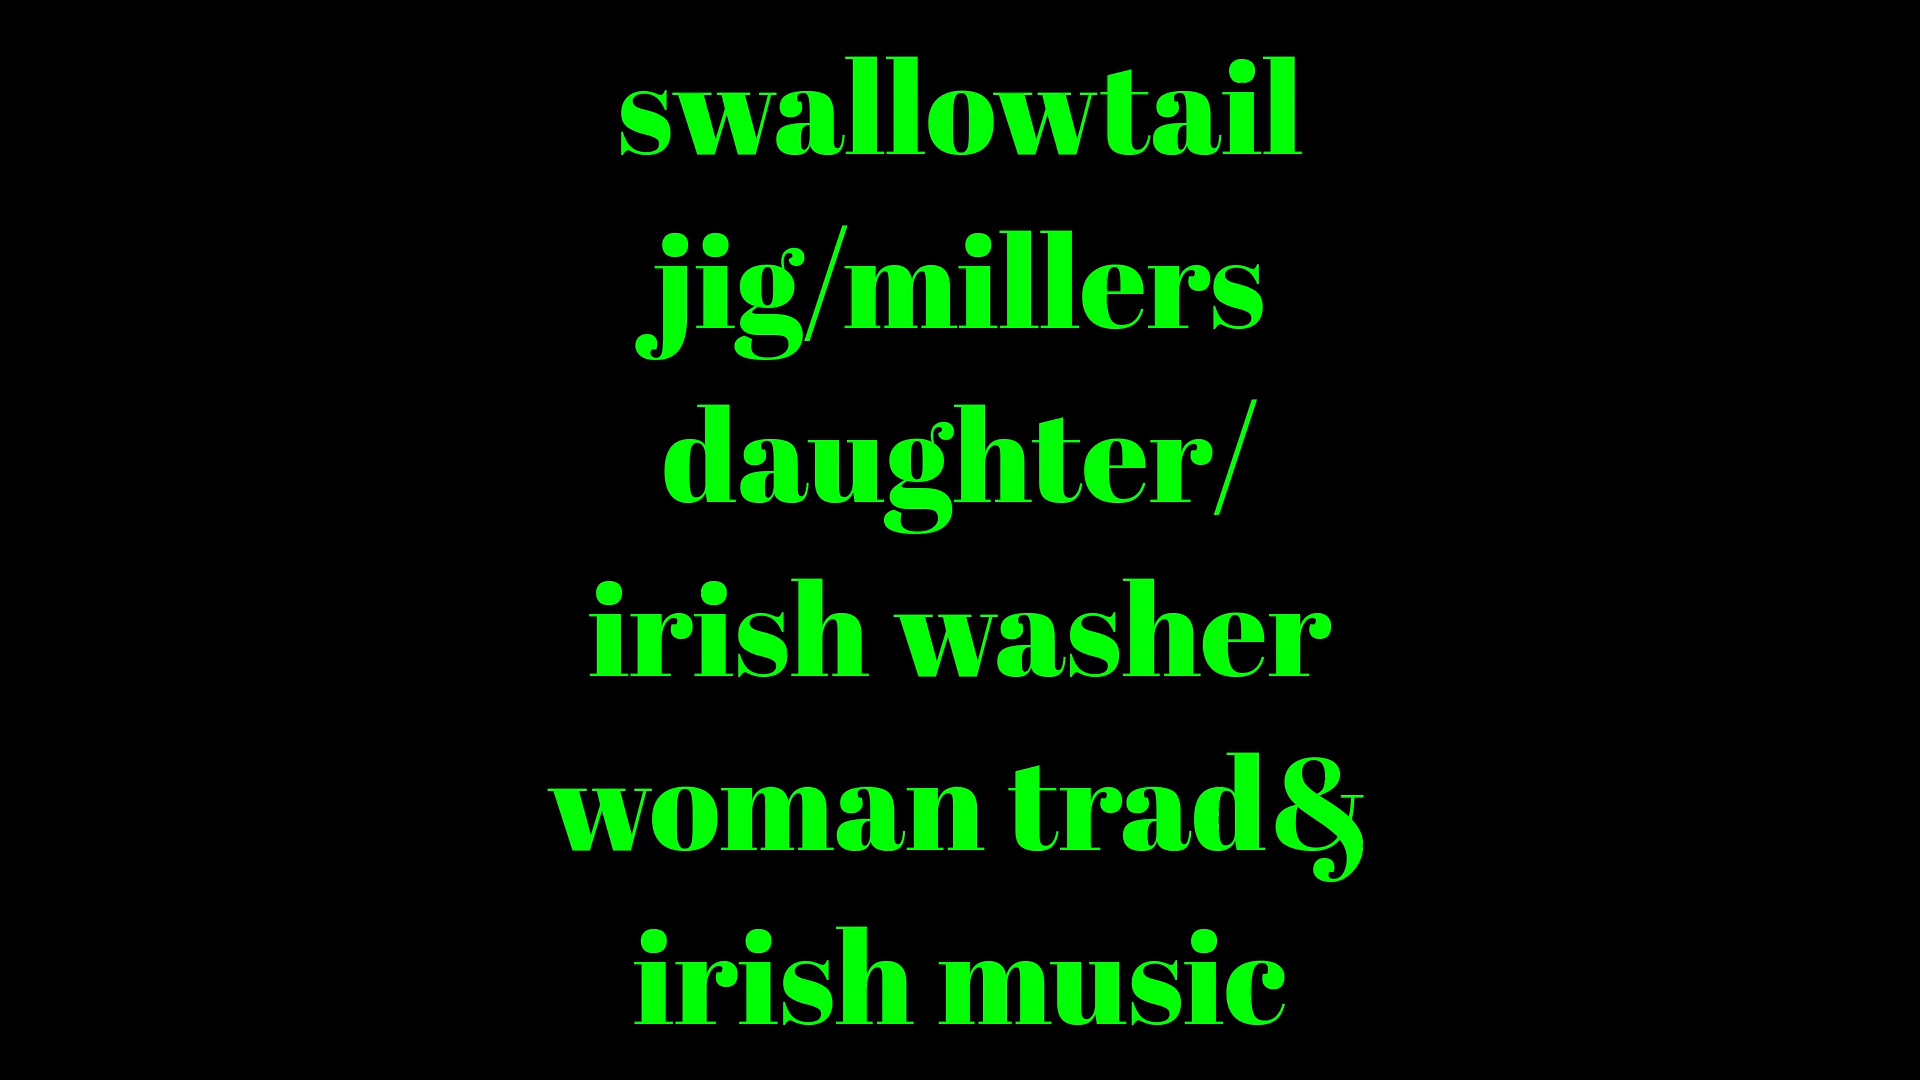 swallowtail
jig/millers
daughter/
irish washer
woman trad&
irish music